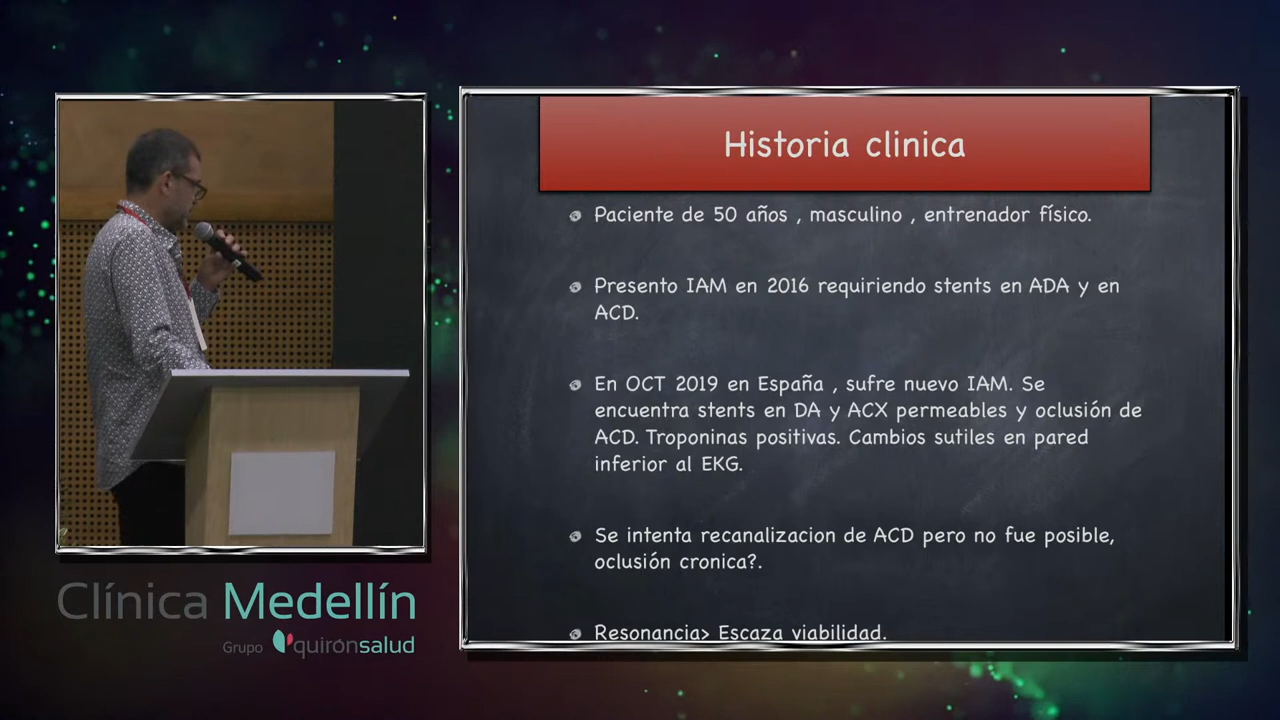 Historia clinica
Paciente de 50 años , masculino , entrenador físico.
Presento IAM en 2016 requiriendo stents en ADA y en
ACD.
En OCT 2019 en España , sufre nuevo IAM. Se
encuentra stents en DA y ACX permeables y oclusión de
ACD. Troponinas positivas. Cambios sutiles en pared
inferior al EKG.
Se intenta recanalizacion de ACD pero no fue posible,
oclusión cronica?.
Resonancia> Escaza viabilidad.
Clínica Medellín
Grupo quirónsalud